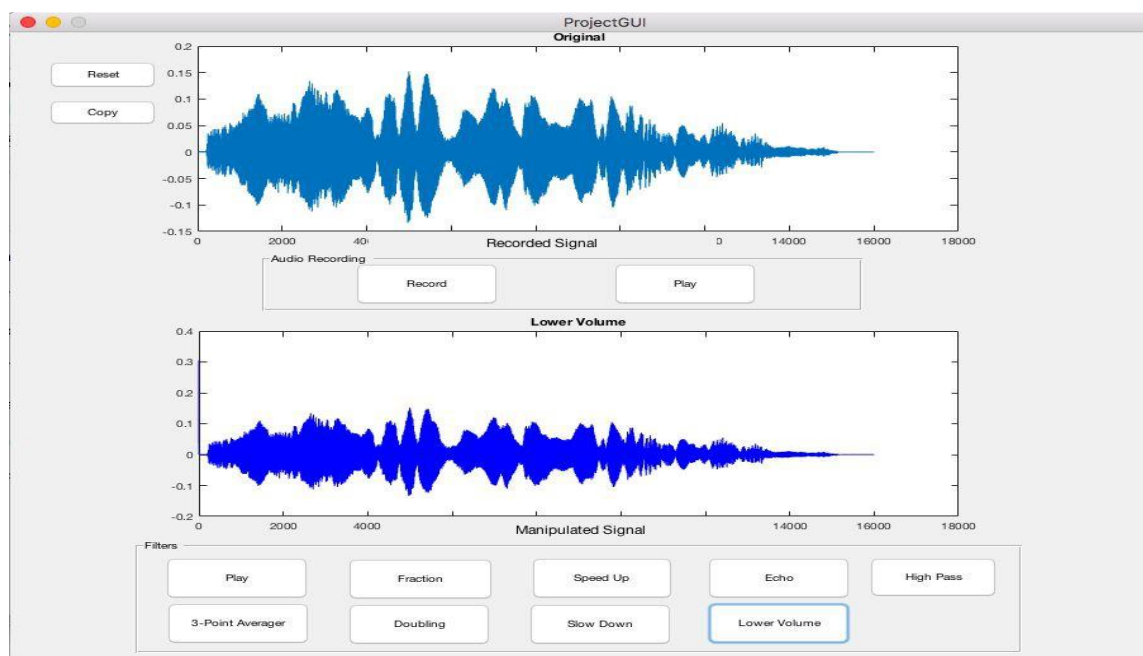 ProjectGUI
Original
Reset
Copy
0.2
0.15
0.1
0.05
0
-0.05
-0.1
-0.15
0 2000 40 Recorded Signal 0 14000 16000 18000
Audio Recording
Record Play
Lower Volume
0.4
0.3
0.2
0.1
0
-0.1
-0.2
0 2000 4000 Manipulated Signal 14000 16000 18000
Filters
Play Fraction Speed Up Echo High Pass
3-Point Averager Doubling Slow Down Lower Volume